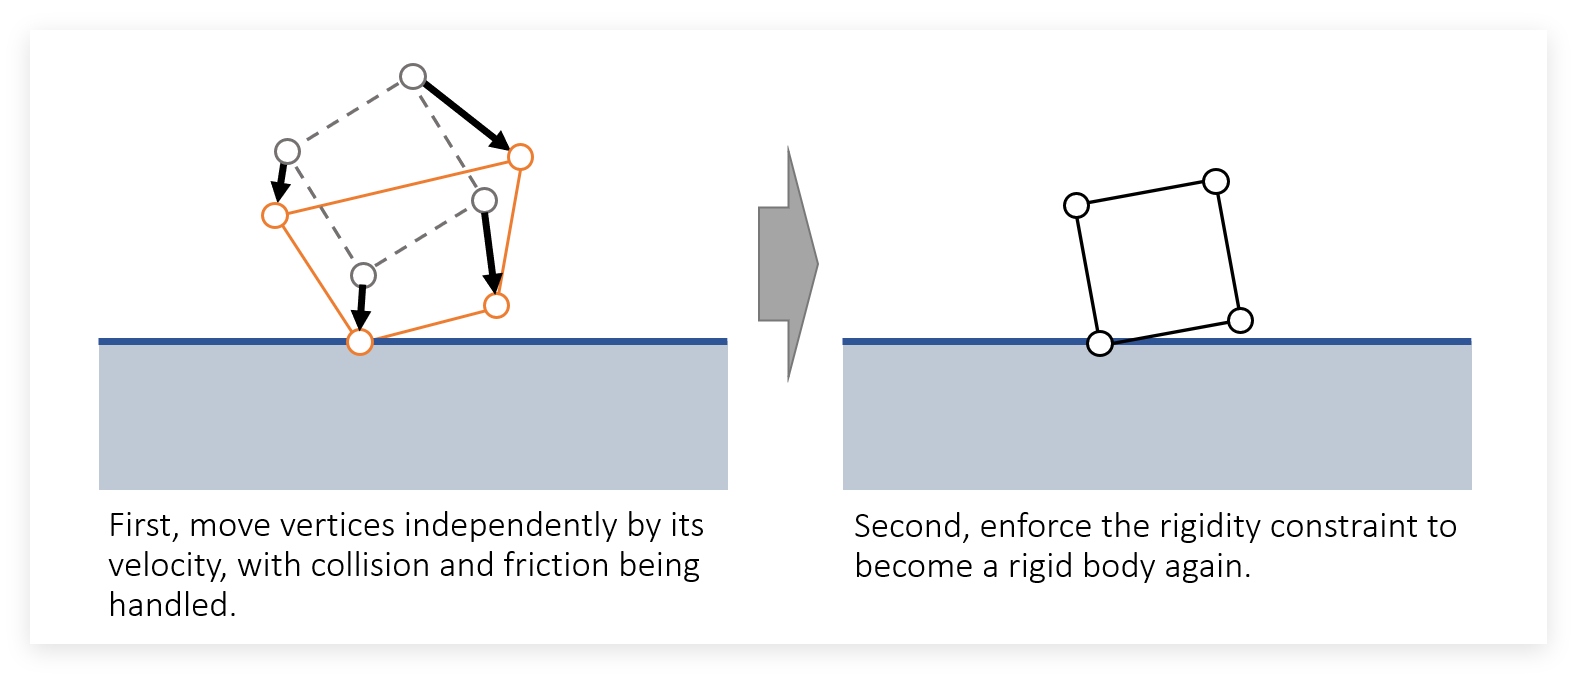 First, move vertices independently by its
velocity, with collision and friction being
handled.
Second, enforce the rigidity constraint to
become a rigid body again.